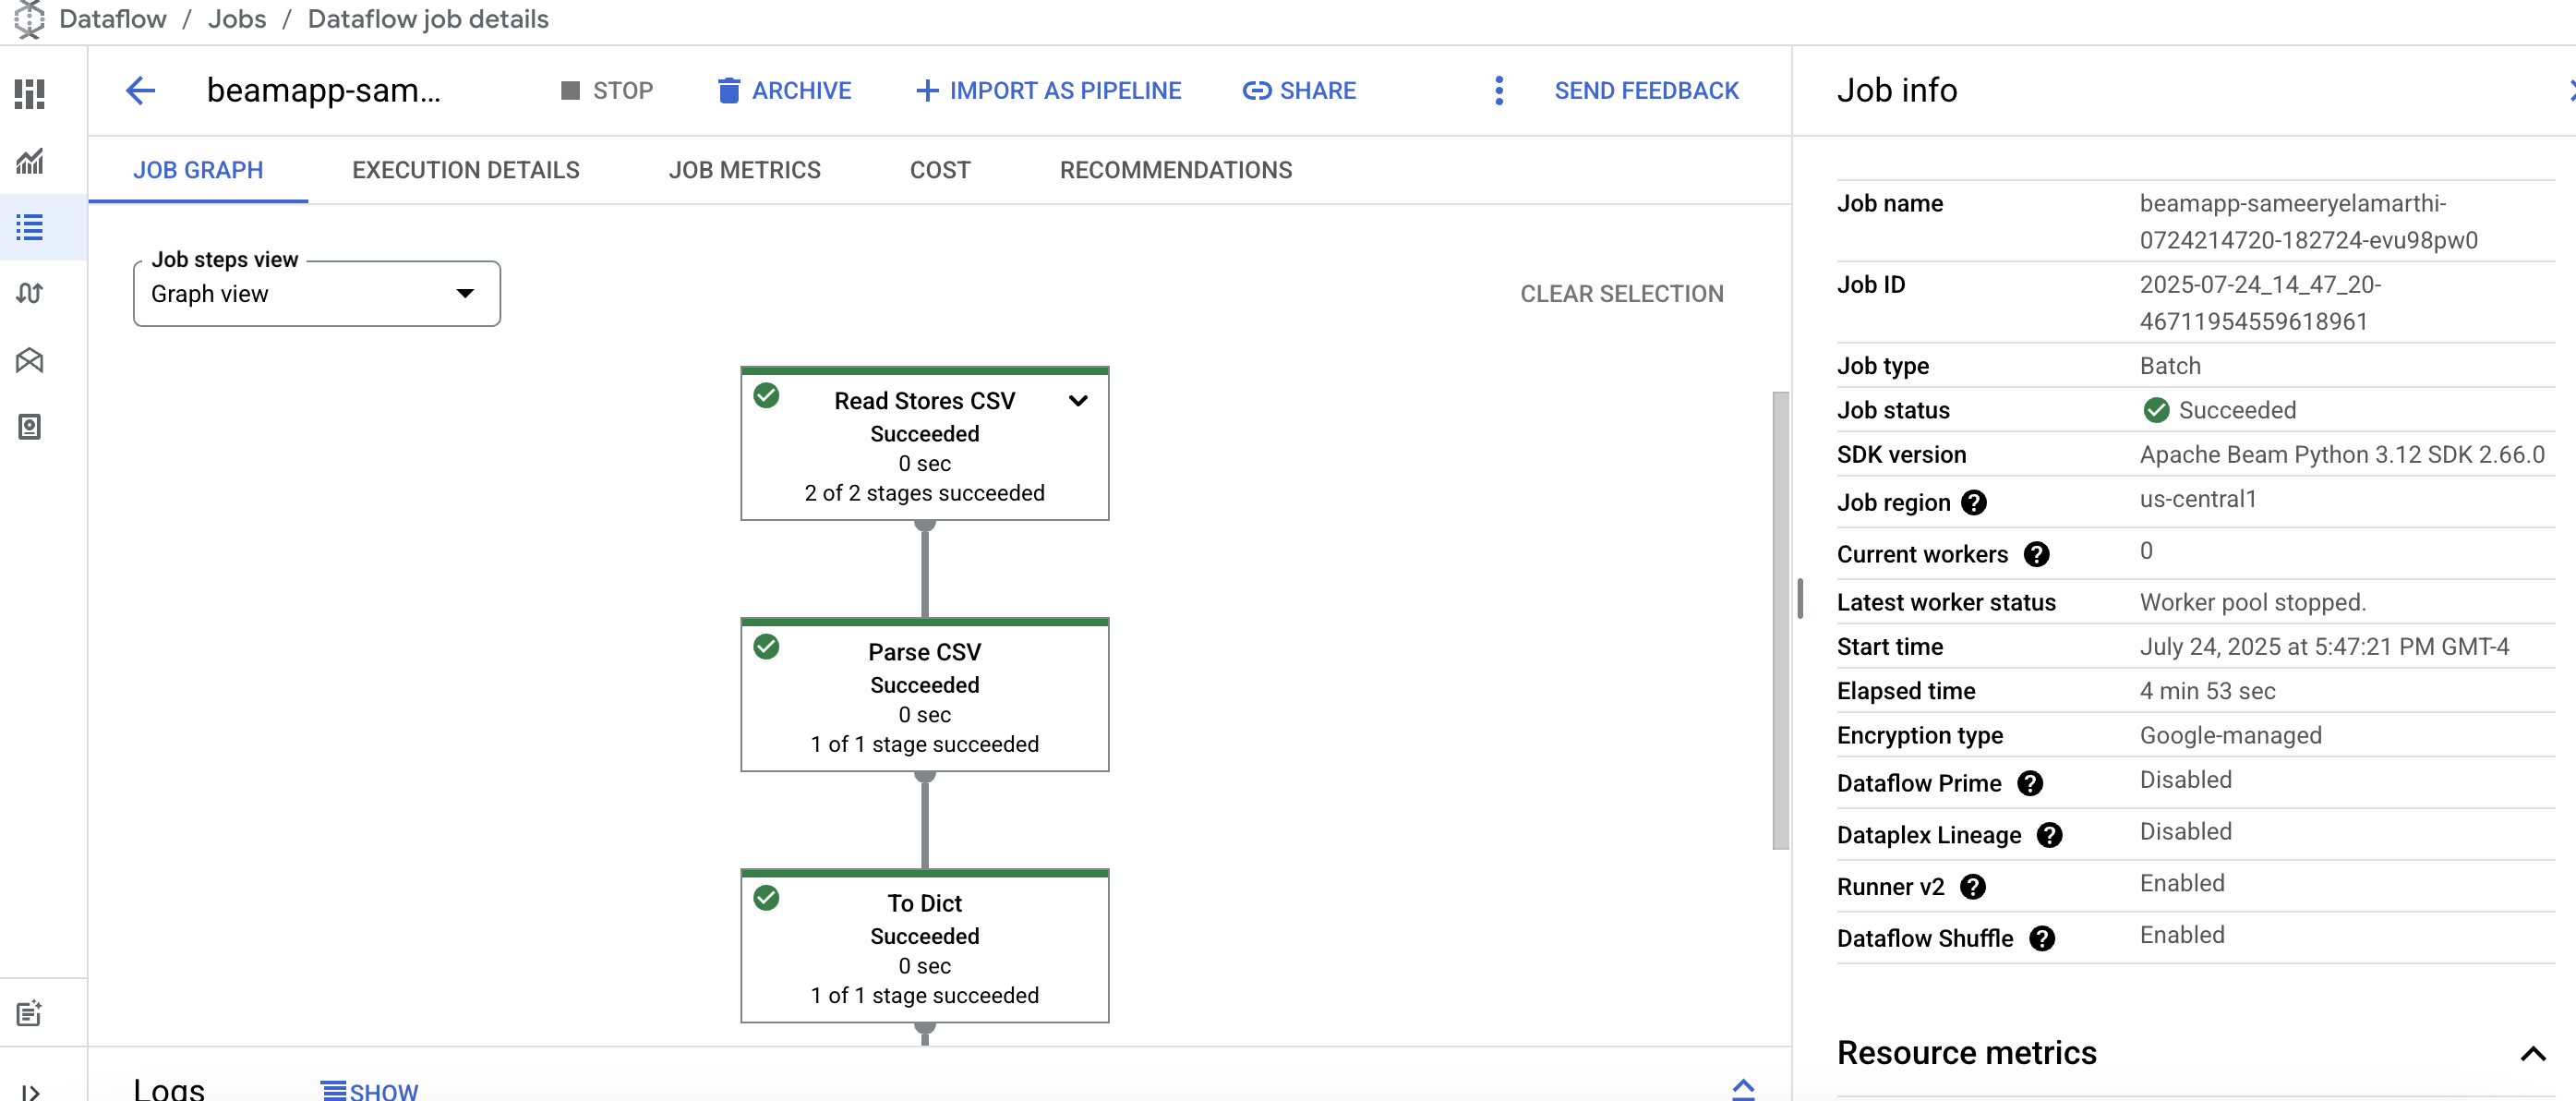 Dataflow / Jobs / Dataflow job details
beamapp-sam... STOP ARCHIVE IMPORT AS PIPELINE SHARE SEND FEEDBACK
JOB GRAPH EXECUTION DETAILS JOB METRICS COST RECOMMENDATIONS
Job steps view
Graph view
CLEAR SELECTION
Read Stores CSV
Succeeded
0 sec
2 of 2 stages succeeded
Parse CSV
Succeeded
0 sec
1 of 1 stage succeeded
To Dict
Succeeded
0 sec
1 of 1 stage succeeded
Logs SHOW
Job info
Job name beamapp-sameeryelamarthi-
0724214720-182724-evu98pw0
Job ID 2025-07-24_14_47_20-
46711954559618961
Job type Batch
Job status Succeeded
SDK version Apache Beam Python 3.12 SDK 2.66.0
Job region ? us-central1
Current workers ? 0
Latest worker status Worker pool stopped.
Start time July 24, 2025 at 5:47:21 PM GMT-4
Elapsed time 4 min 53 sec
Encryption type Google-managed
Dataflow Prime ? Disabled
Dataplex Lineage ? Disabled
Runner v2 ? Enabled
Dataflow Shuffle ? Enabled
Resource metrics